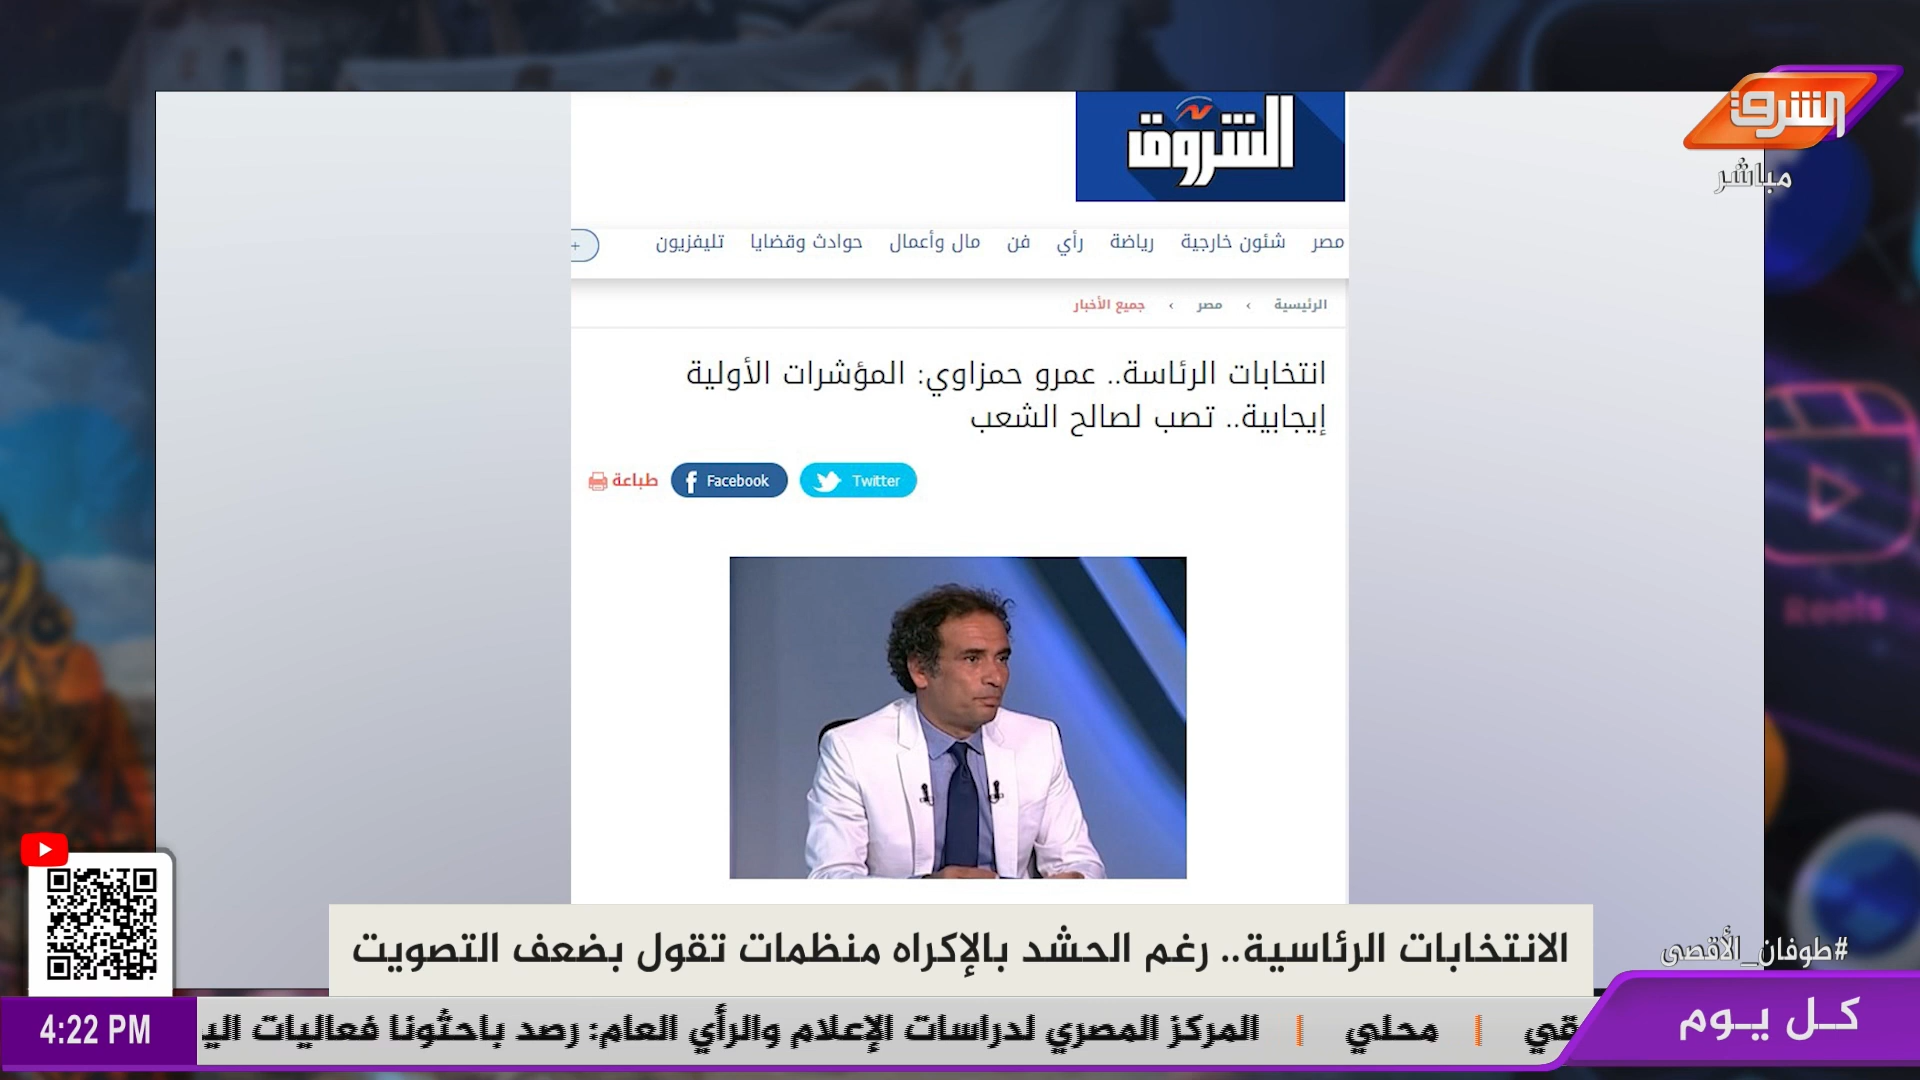 الشرق
مباشر
الشروق
مصر شئون خارجية رياضة رأي فن مال وأعمال حوادث وقضايا تليفزيون +
الرئيسية › مصر › جميع الأخبار
انتخابات الرئاسة.. عمرو حمزاوي: المؤشرات الأولية
إيجابية.. تصب لصالح الشعب
Twitter Facebook طباعة
Reels
الانتخابات الرئاسية.. رغم الحشد بالإكراه منظمات تقول بضعف التصويت
#طوفان_الأقصى
كل يوم
| محلي | المركز المصري لدراسات الإعلام والرأي العام: رصد باحثونا فعاليات
4:22 PM